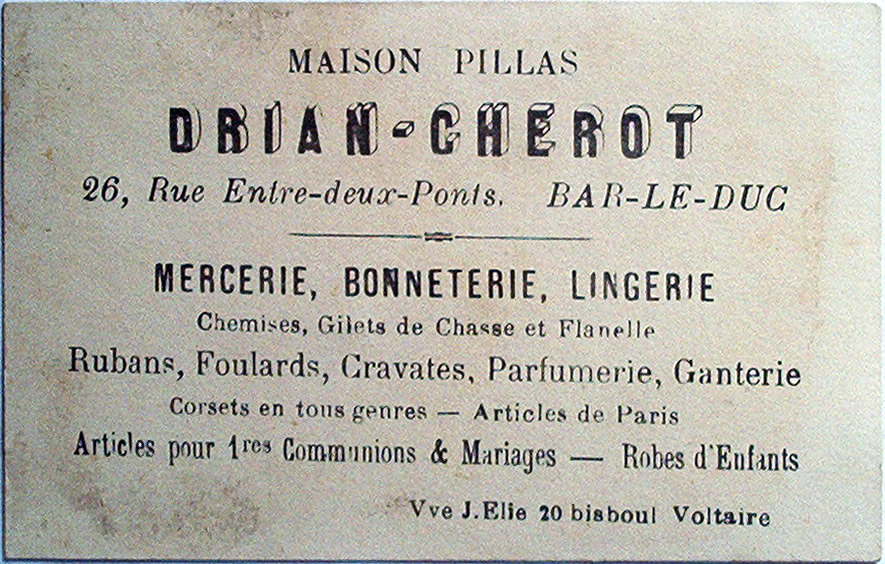 MAISON PILLAS
DRIAN-CHEROT
26, Rue Entre-deux-Ponts. BAR-LE-DUC
MERCERIE, BONNETERIE, LINGERIE
Chemises, Gilets de Chasse et Flanelle
Rubans, Foulards, Cravates, Parfumerie, Ganterie
Corsets en tous genres — Articles de Paris
Articles pour 1res Communions & Mariages — Robes d'Enfants
Vve J.Elie 20 bisboul Voltaire